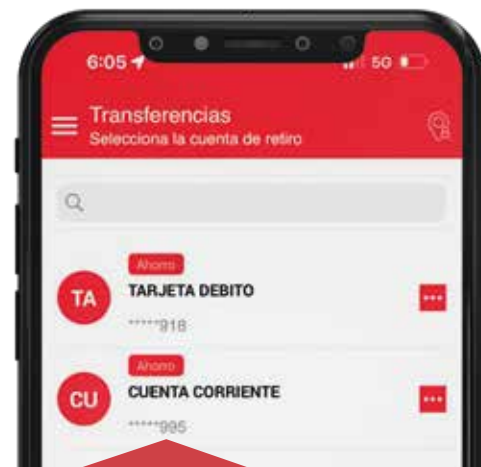 6:05 5G
Transferencias
Selecciona la cuenta de retiro
Ahorro
TA TARJETA DEBITO
*****918
Ahorro
CU CUENTA CORRIENTE
*****995